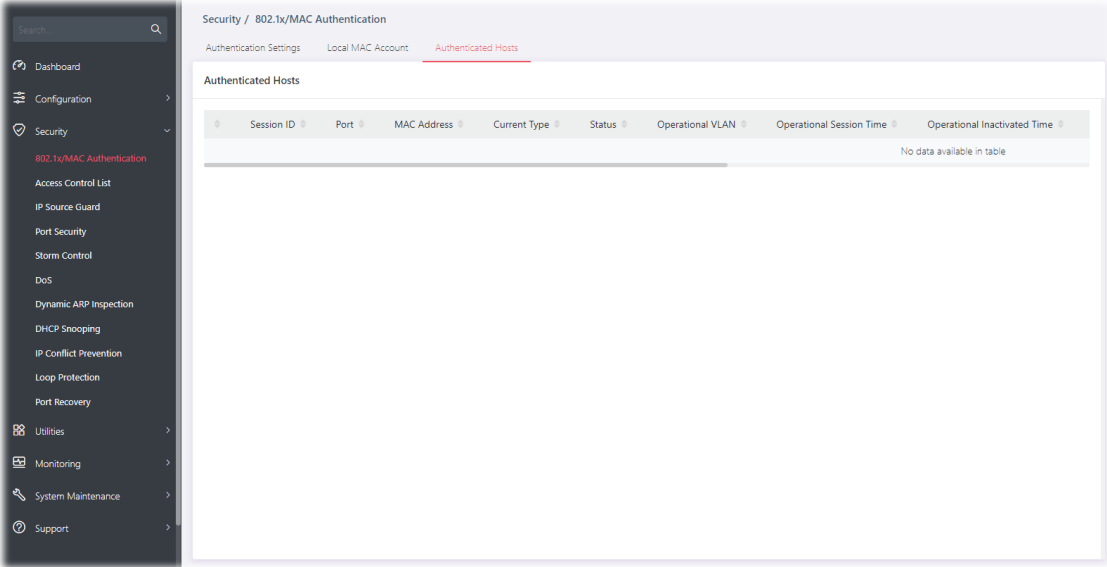 Search...
Dashboard
Configuration
Security
802.1x/MAC Authentication
Access Control List
IP Source Guard
Port Security
Storm Control
DoS
Dynamic ARP Inspection
DHCP Snooping
IP Conflict Prevention
Loop Protection
Port Recovery
Utilities
Monitoring
System Maintenance
Support
Security / 802.1x/MAC Authentication
Authentication Settings Local MAC Account Authenticated Hosts
Authenticated Hosts
Session ID Port MAC Address Current Type Status Operational VLAN Operational Session Time Operational Inactivated Time
No data available in table